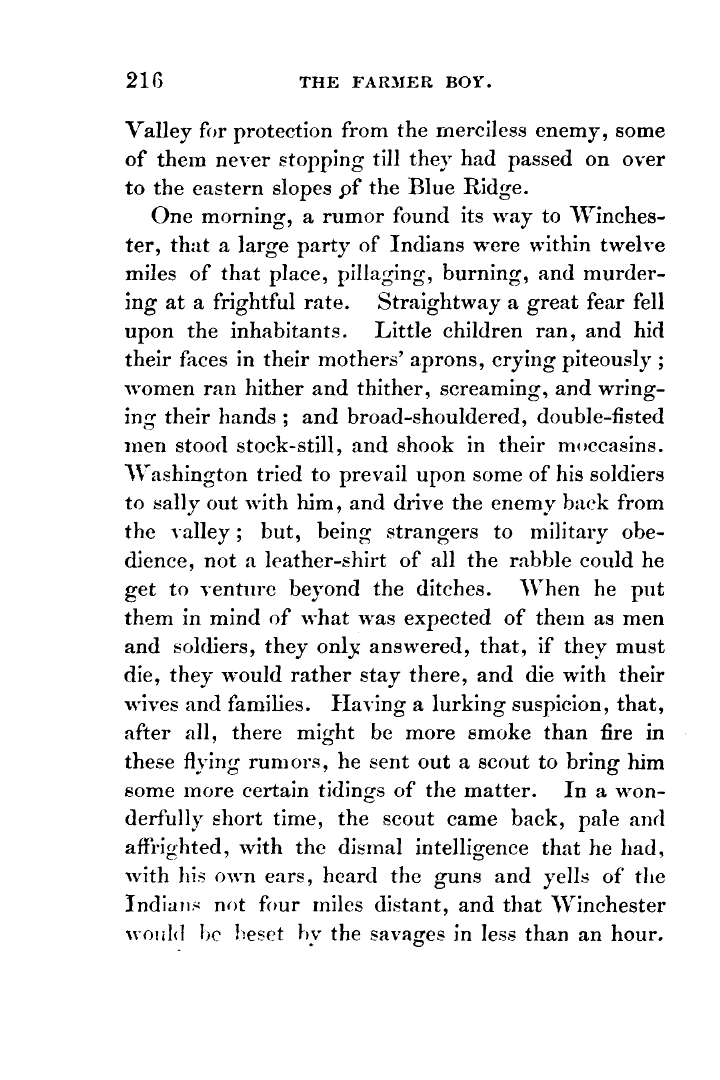 216 THE FARMER BOY.
Valley for protection from the merciless enemy, some
of them never stopping till they had passed on over
to the eastern slopes of the Blue Ridge.
One morning, a rumor found its way to Winches-
ter, that a large party of Indians were within twelve
miles of that place, pillaging, burning, and murder-
ing at a frightful rate. Straightway a great fear fell
upon the inhabitants. Little children ran, and hid
their faces in their mothers' aprons, crying piteously ;
women ran hither and thither, screaming, and wring-
ing their hands ; and broad-shouldered, double-fisted
men stood stock-still, and shook in their moccasins.
Washington tried to prevail upon some of his soldiers
to sally out with him, and drive the enemy back from
the valley ; but, being strangers to military obe-
dience, not a leather-shirt of all the rabble could he
get to venture beyond the ditches. When he put
them in mind of what was expected of them as men
and soldiers, they only answered, that, if they must
die, they would rather stay there, and die with their
wives and families. Having a lurking suspicion, that,
after all, there might be more smoke than fire in
these flying rumors, he sent out a scout to bring him
some more certain tidings of the matter. In a won-
derfully short time, the scout came back, pale and
affrighted, with the dismal intelligence that he had,
with his own ears, heard the guns and yells of the
Indians not four miles distant, and that Winchester
would be beset by the savages in less than an hour.